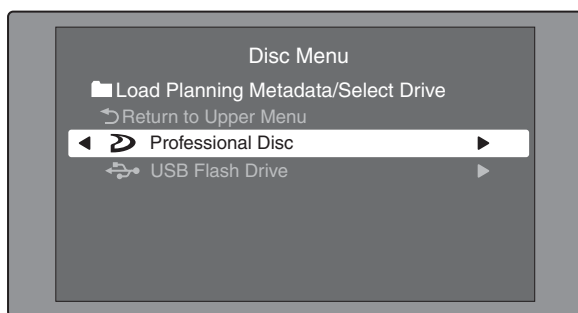 Disc Menu
Load Planning Metadata/Select Drive
Return to Upper Menu
Professional Disc
USB Flash Drive